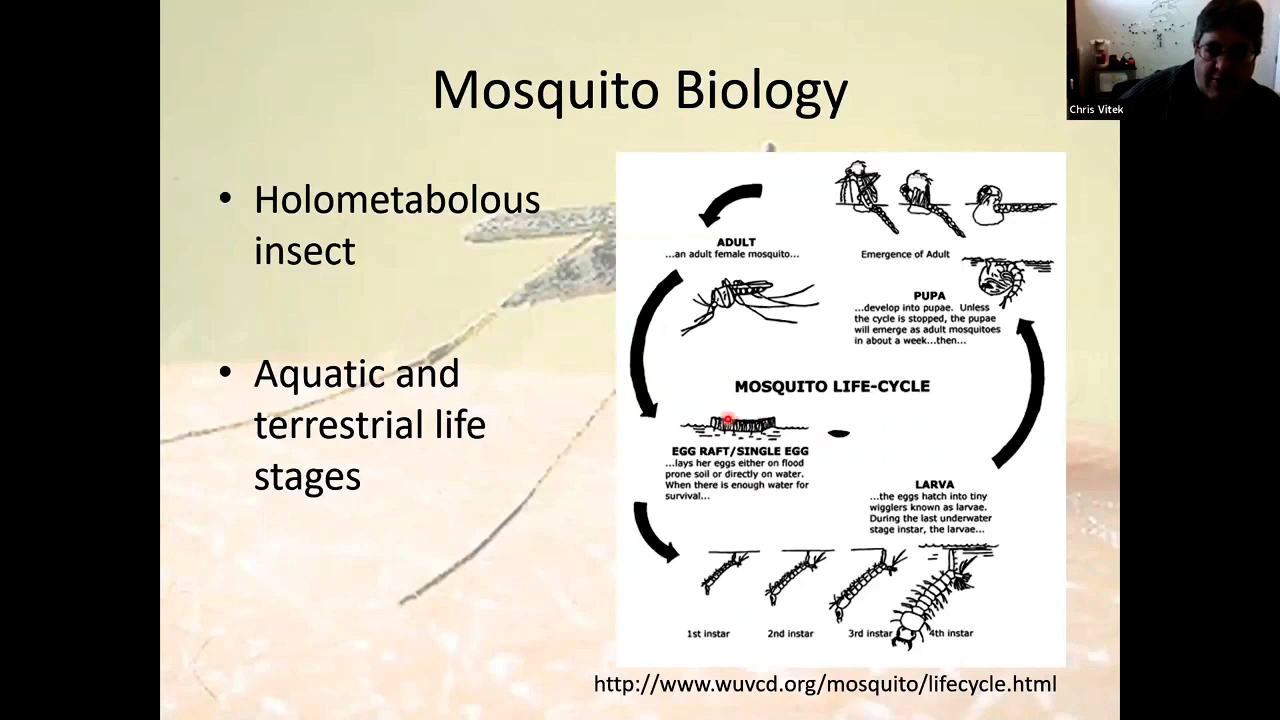 Mosquito Biology
Chris Vitek
• Holometabolous
insect
• Aquatic and
terrestrial life
stages
ADULT
...an adult female mosquito...
Emergence of Adult
PUPA
...develop into pupae. Unless
the cycle is stopped, the pupae
will emerge as adult mosquitoes
in about a week...then...
MOSQUITO LIFE-CYCLE
EGG RAFT/SINGLE EGG
...lays her eggs either on flood
prone soil or directly on water.
When there is enough water for
survival...
LARVA
...the eggs hatch into tiny
wigglers known as larvae.
During the last underwater
stage instar, the larvae...
1st instar
2nd instar
3rd instar
4th instar
http://www.wuvcd.org/mosquito/lifecycle.html